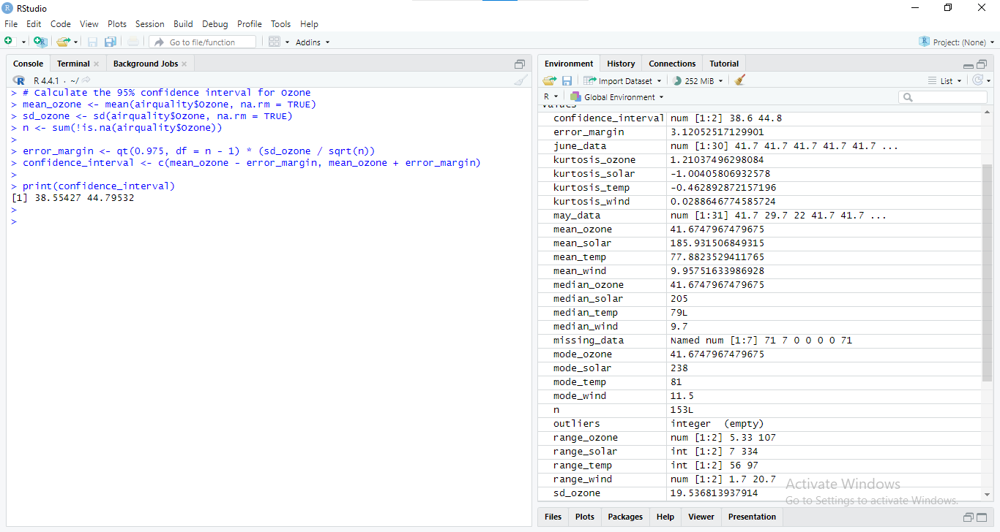 RStudio
File Edit Code View Plots Session Build Debug Profile Tools Help
Go to file/function Addins Project: (None)
Console Terminal Background Jobs
R 4.4.1 · ~/
> # Calculate the 95% confidence interval for Ozone
> mean_ozone <- mean(airquality$Ozone, na.rm = TRUE)
> sd_ozone <- sd(airquality$Ozone, na.rm = TRUE)
> n <- sum(!is.na(airquality$Ozone))
>
> error_margin <- qt(0.975, df = n - 1) * (sd_ozone / sqrt(n))
> confidence_interval <- c(mean_ozone - error_margin, mean_ozone + error_margin)
>
> print(confidence_interval)
[1] 38.55427 44.79532
>
>
Environment History Connections Tutorial
Import Dataset 252 MiB List
R Global Environment
Values
confidence_interval num [1:2] 38.6 44.8
error_margin 3.12052517129901
june_data num [1:30] 41.7 41.7 41.7 41.7 41.7 ...
kurtosis_ozone 1.21037496298084
kurtosis_solar -1.00405806932578
kurtosis_temp -0.462892872157196
kurtosis_wind 0.0288646774585724
may_data num [1:31] 41.7 29.7 22 41.7 41.7 ...
mean_ozone 41.6747967479675
mean_solar 185.931506849315
mean_temp 77.8823529411765
mean_wind 9.95751633986928
median_ozone 41.6747967479675
median_solar 205
median_temp 79L
median_wind 9.7
missing_data Named num [1:7] 71 7 0 0 0 0 71
mode_ozone 41.6747967479675
mode_solar 238
mode_temp 81
mode_wind 11.5
n 153L
outliers integer (empty)
range_ozone num [1:2] 5.33 107
range_solar int [1:2] 7 334
range_temp int [1:2] 56 97
range_wind num [1:2] 1.7 20.7
sd_ozone 19.536813937914
Activate Windows
Go to Settings to activate Windows.
Files Plots Packages Help Viewer Presentation